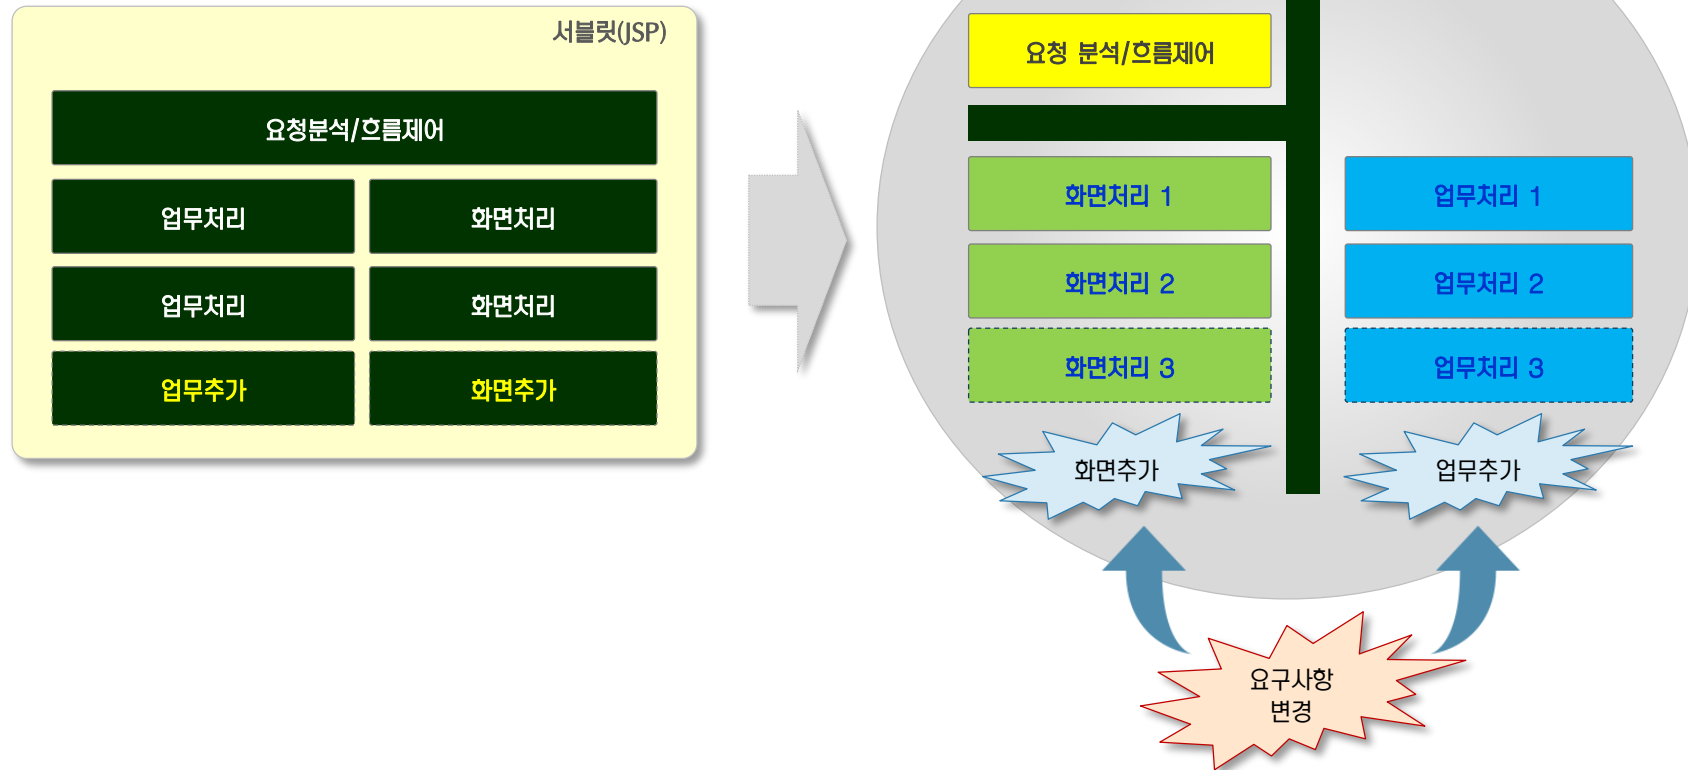 서블릿(JSP)
요청분석/흐름제어
업무처리
화면처리
업무처리
화면처리
업무추가
화면추가
요청 분석/흐름제어
화면처리 1
업무처리 1
화면처리 2
업무처리 2
화면처리 3
업무처리 3
화면추가
업무추가
요구사항
변경